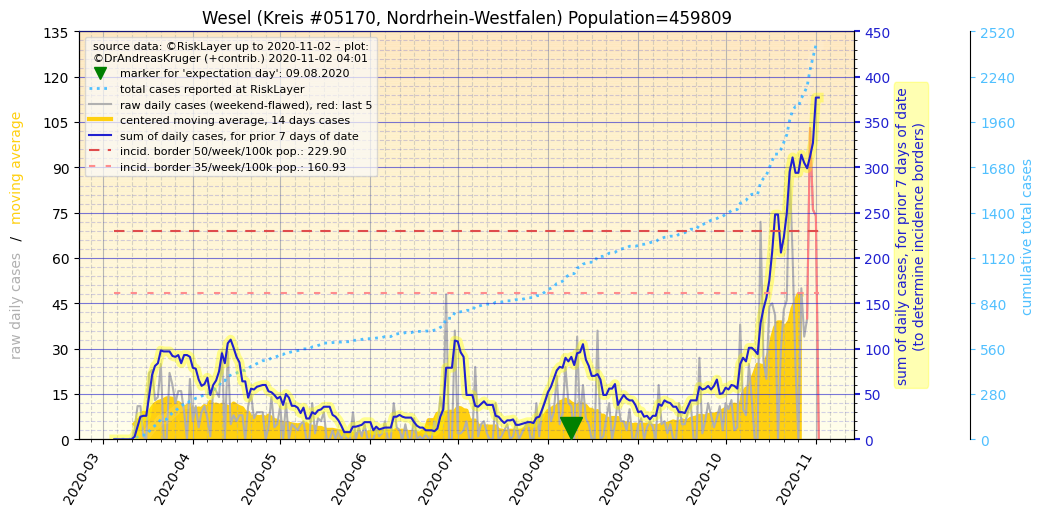 Wesel (Kreis #05170, Nordrhein-Westfalen) Population=459809
source data: ©RiskLayer up to 2020-11-02 – plot:
©DrAndreasKruger (+contrib.) 2020-11-02 04:01
marker for 'expectation day': 09.08.2020
total cases reported at RiskLayer
raw daily cases (weekend-flawed), red: last 5
centered moving average, 14 days cases
sum of daily cases, for prior 7 days of date
incid. border 50/week/100k pop.: 229.90
incid. border 35/week/100k pop.: 160.93
raw daily cases / moving average
135
120
105
90
75
60
45
30
15
0
2020-03
2020-04
2020-05
2020-06
2020-07
2020-08
2020-09
2020-10
2020-11
450
400
350
300
250
200
150
100
50
0
sum of daily cases, for prior 7 days of date
(to determine incidence borders)
2520
2240
1960
1680
1400
1120
840
560
280
0
cumulative total cases